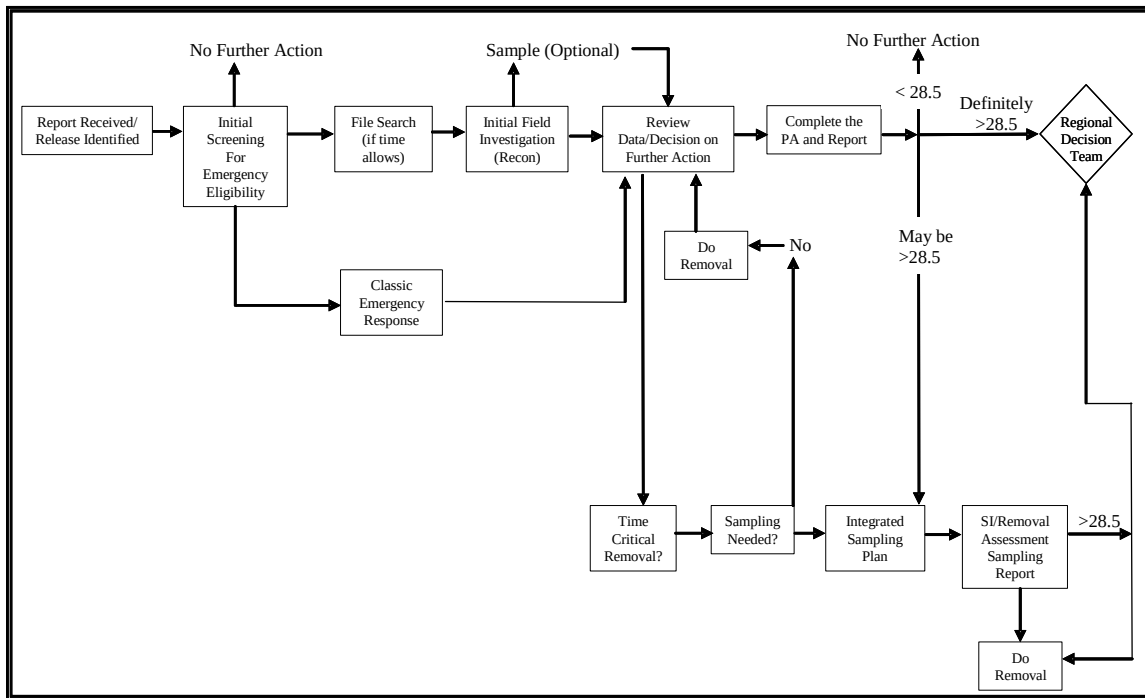 No Further Action
Sample (Optional)
No Further Action
< 28.5
Definitely
>28.5
Report Received/
Release Identified
Initial
Screening
For
Emergency
Eligibility
File Search
(if time
allows)
Initial Field
Investigation
(Recon)
Review
Data/Decision on
Further Action
Complete the
PA and Report
Regional
Decision
Team
Do
Removal
No
May be
>28.5
Classic
Emergency
Response
Time
Critical
Removal?
Sampling
Needed?
Integrated
Sampling
Plan
SI/Removal
Assessment
Sampling
Report
>28.5
Do
Removal